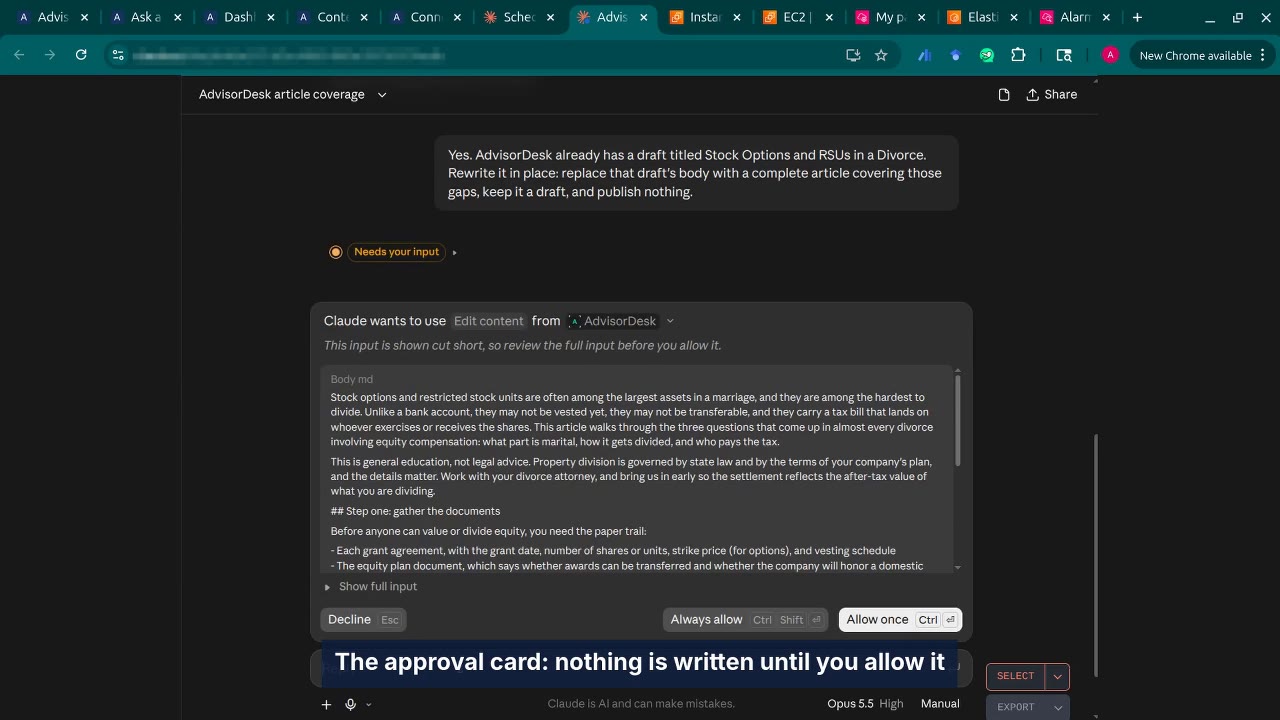 Advis
Ask a
Dash
Conte
Conne
Sched
Advis
Instan
EC2 |
My pa
Elasti
Alarm
A
New Chrome available
AdvisorDesk article coverage
Share
Yes. AdvisorDesk already has a draft titled Stock Options and RSUs in a Divorce.
Rewrite it in place: replace that draft's body with a complete article covering those
gaps, keep it a draft, and publish nothing.
Needs your input
Claude wants to use Edit content from AdvisorDesk
This input is shown cut short, so review the full input before you allow it.
Body md
Stock options and restricted stock units are often among the largest assets in a marriage, and they are among the hardest to
divide. Unlike a bank account, they may not be vested yet, they may not be transferable, and they carry a tax bill that lands on
whoever exercises or receives the shares. This article walks through the three questions that come up in almost every divorce
involving equity compensation: what part is marital, how it gets divided, and who pays the tax.
This is general education, not legal advice. Property division is governed by state law and by the terms of your company's plan,
and the details matter. Work with your divorce attorney, and bring us in early so the settlement reflects the after-tax value of
what you are dividing.
## Step one: gather the documents
Before anyone can value or divide equity, you need the paper trail:
- Each grant agreement, with the grant date, number of shares or units, strike price (for options), and vesting schedule
- The equity plan document, which says whether awards can be transferred and whether the company will honor a domestic
Show full input
Decline Esc
Always allow Ctrl Shift ⏎
Allow once Ctrl ⏎
The approval card: nothing is written until you allow it
SELECT
Claude is AI and can make mistakes.
Opus 5.5 High
Manual
EXPORT